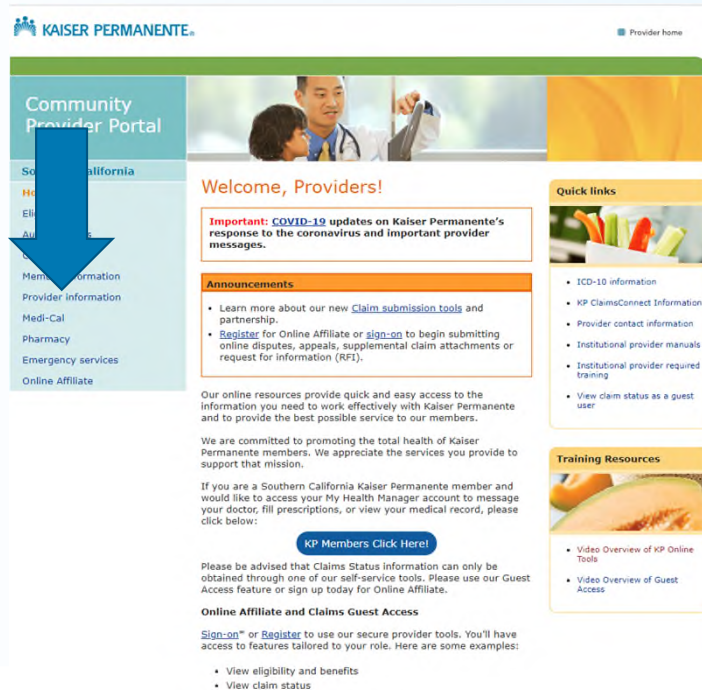 KAISER PERMANENTE®
Provider home
Community
Provider Portal
So alifornia
Ho
Eli
Au s
Mem ormation
Provider information
Medi-Cal
Pharmacy
Emergency services
Online Affiliate
Welcome, Providers!
Important: COVID-19 updates on Kaiser Permanente's
response to the coronavirus and important provider
messages.
Announcements
• Learn more about our new Claim submission tools and
partnership.
• Register for Online Affiliate or sign-on to begin submitting
online disputes, appeals, supplemental claim attachments or
request for information (RFI).
Our online resources provide quick and easy access to the
information you need to work effectively with Kaiser Permanente
and to provide the best possible service to our members.
We are committed to promoting the total health of Kaiser
Permanente members. We appreciate the services you provide to
support that mission.
If you are a Southern California Kaiser Permanente member and
would like to access your My Health Manager account to message
your doctor, fill prescriptions, or view your medical record, please
click below:
KP Members Click Here!
Please be advised that Claims Status information can only be
obtained through one of our self-service tools. Please use our Guest
Access feature or sign up today for Online Affiliate.
Online Affiliate and Claims Guest Access
Sign-on or Register to use our secure provider tools. You'll have
access to features tailored to your role. Here are some examples:
• View eligibility and benefits
• View claim status
Quick links
• ICD-10 information
• KP ClaimsConnect Information
• Provider contact information
• Institutional provider manuals
• Institutional provider required
training
• View claim status as a guest
user
Training Resources
• Video Overview of KP Online
Tools
• Video Overview of Guest
Access